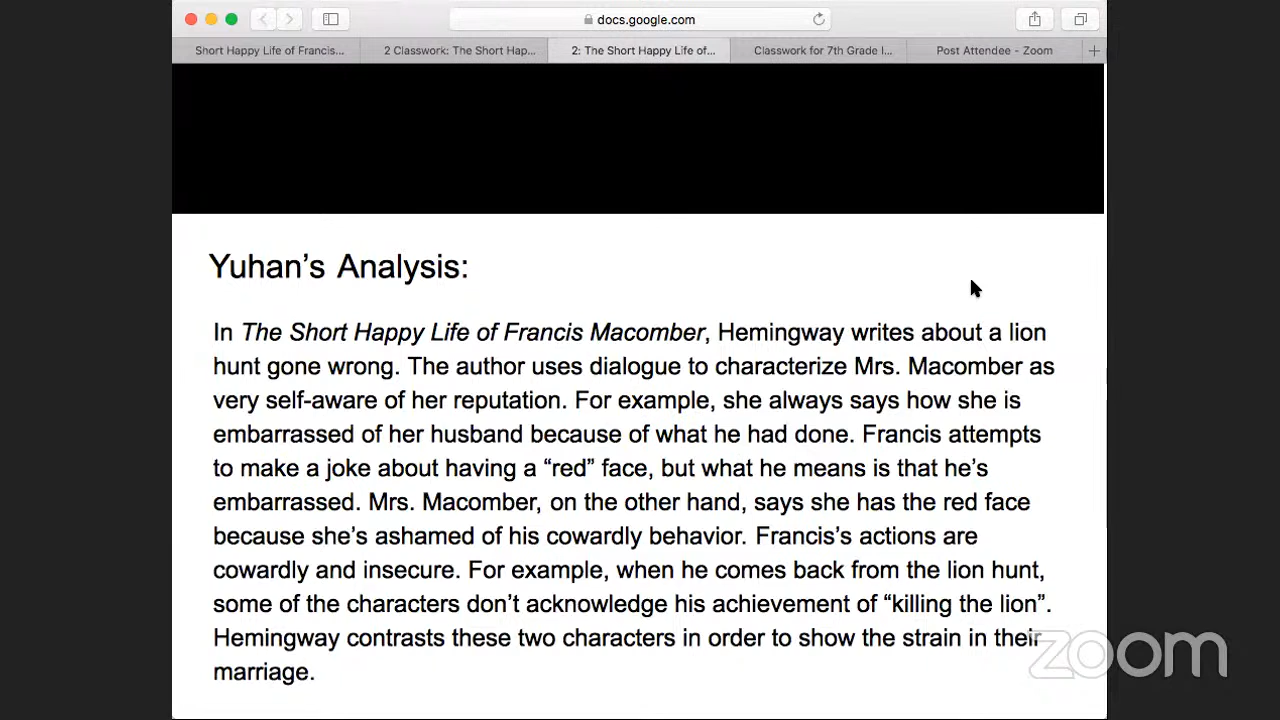 docs.google.com
Short Happy Life of Francis...
2 Classwork: The Short Hap...
2: The Short Happy Life of...
Classwork for 7th Grade I...
Post Attendee - Zoom
Yuhan’s Analysis:
In The Short Happy Life of Francis Macomber, Hemingway writes about a lion
hunt gone wrong. The author uses dialogue to characterize Mrs. Macomber as
very self-aware of her reputation. For example, she always says how she is
embarrassed of her husband because of what he had done. Francis attempts
to make a joke about having a “red” face, but what he means is that he’s
embarrassed. Mrs. Macomber, on the other hand, says she has the red face
because she’s ashamed of his cowardly behavior. Francis’s actions are
cowardly and insecure. For example, when he comes back from the lion hunt,
some of the characters don’t acknowledge his achievement of “killing the lion”.
Hemingway contrasts these two characters in order to show the strain in their
marriage.
zoom